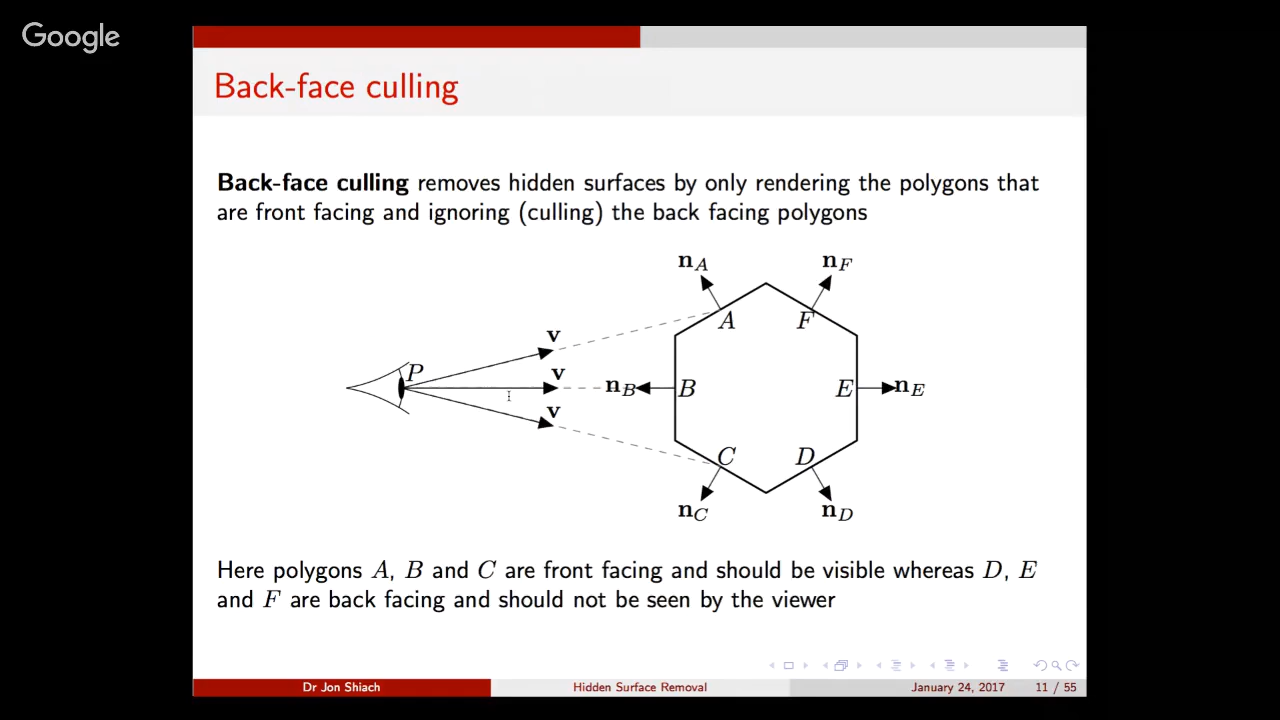 Google
Back-face culling
Back-face culling removes hidden surfaces by only rendering the polygons that
are front facing and ignoring (culling) the back facing polygons
n_A
n_F
A
F
v
P
v
n_B
B
E
n_E
v
C
D
n_C
n_D
Here polygons A, B and C are front facing and should be visible whereas D, E
and F are back facing and should not be seen by the viewer
Dr Jon Shiach
Hidden Surface Removal
January 24, 2017
11 / 55